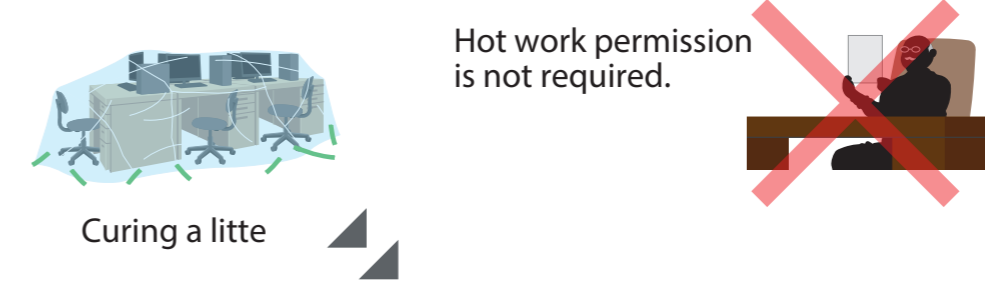 Hot work permission
is not required.
Curing a litte